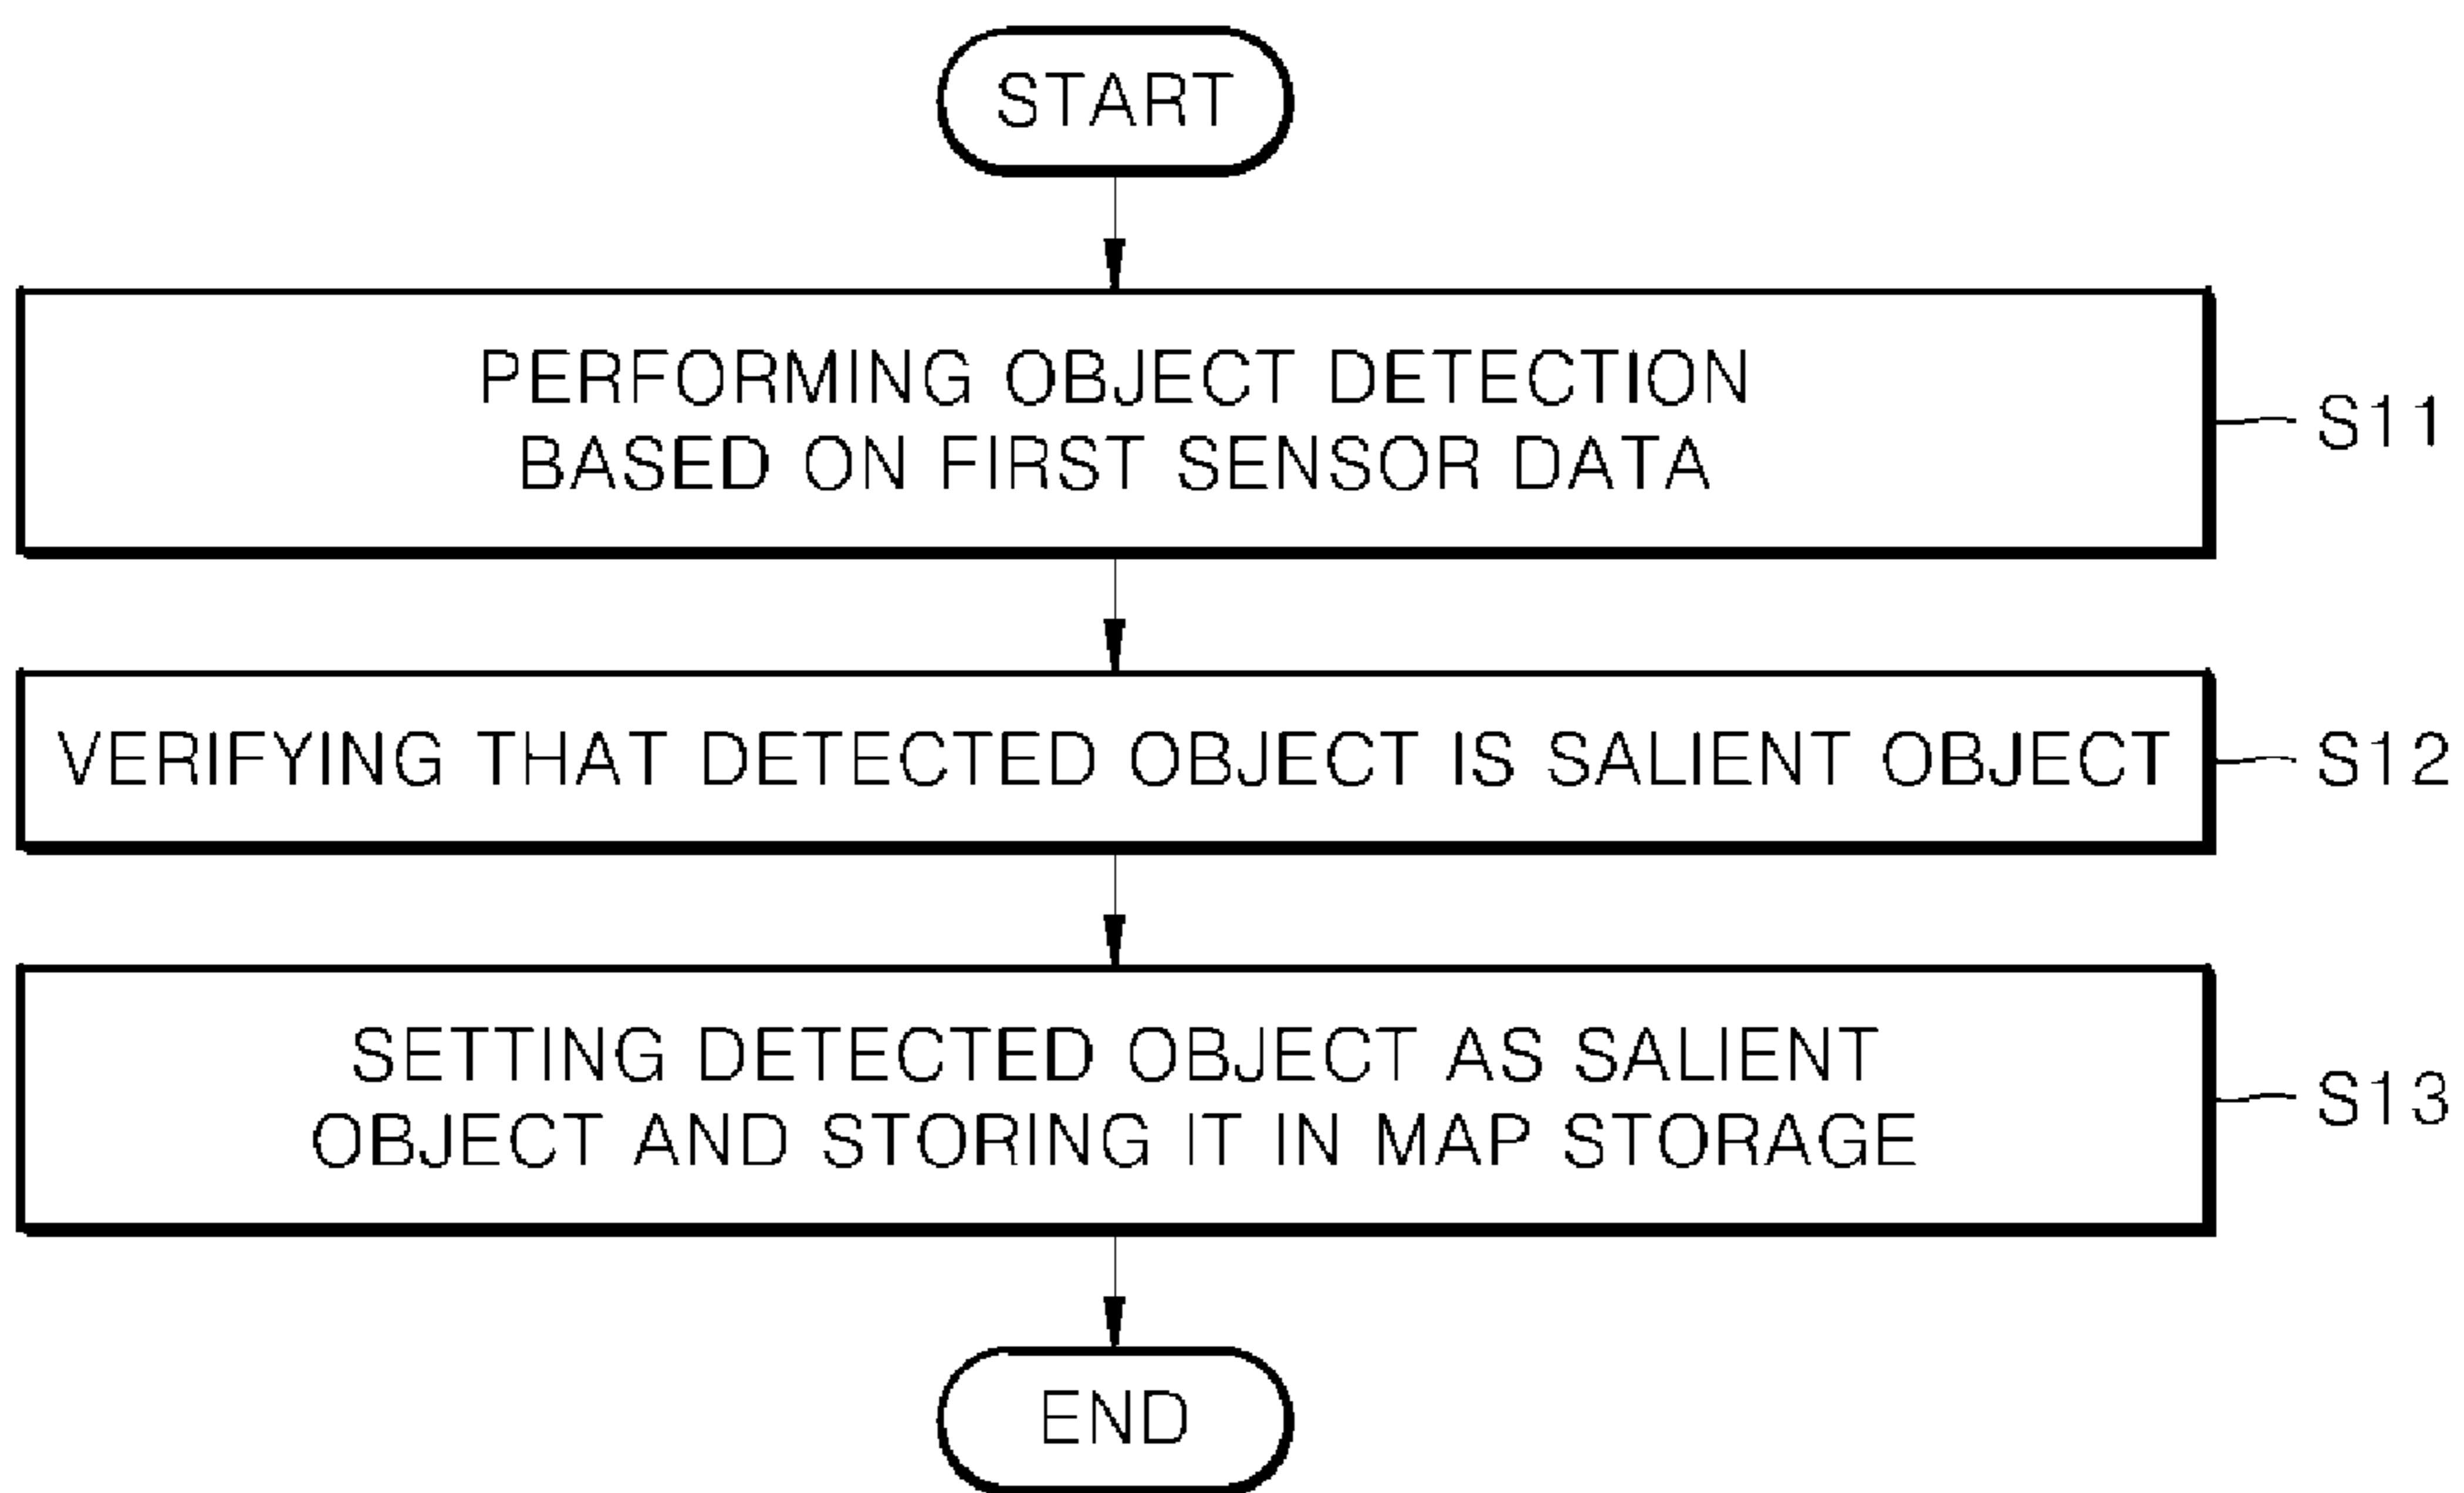 START
PERFORMING OBJECT DETECTION
BASED ON FIRST SENSOR DATA
S11
VERIFYING THAT DETECTED OBJECT IS SALIENT OBJECT
S12
SETTING DETECTED OBJECT AS SALIENT
OBJECT AND STORING IT IN MAP STORAGE
S13
END